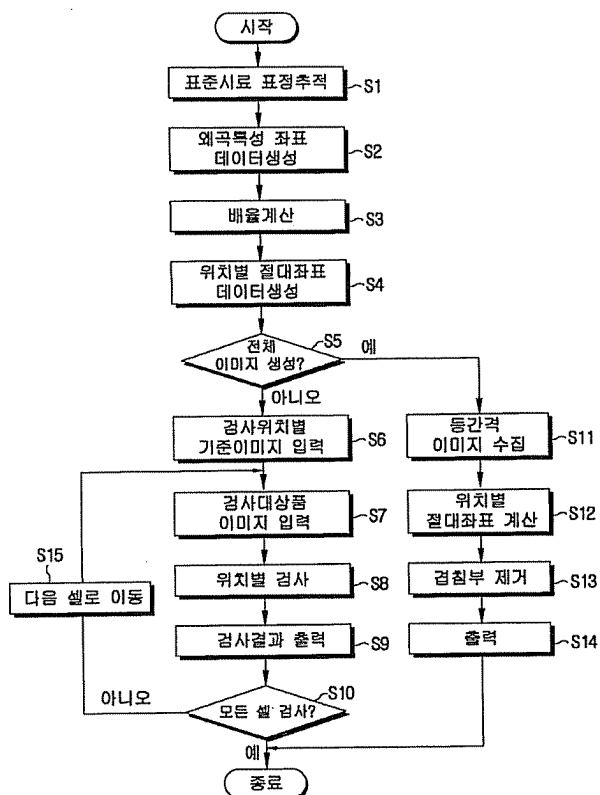 시작
표준시료 표정추적
S1
왜곡특성 좌표
데이터생성
S2
배율계산
S3
위치별 절대좌표
데이터생성
S4
전체
이미지 생성?
S5
예
아니오
검사위치별
기준이미지 입력
S6
등간격
이미지 수집
S11
검사대상품
이미지 입력
S7
위치별
절대좌표 계산
S12
S15
다음 셀로 이동
위치별 검사
S8
겹침부 제거
S13
검사결과 출력
S9
출력
S14
아니오
모든 셀 검사?
S10
예
종료